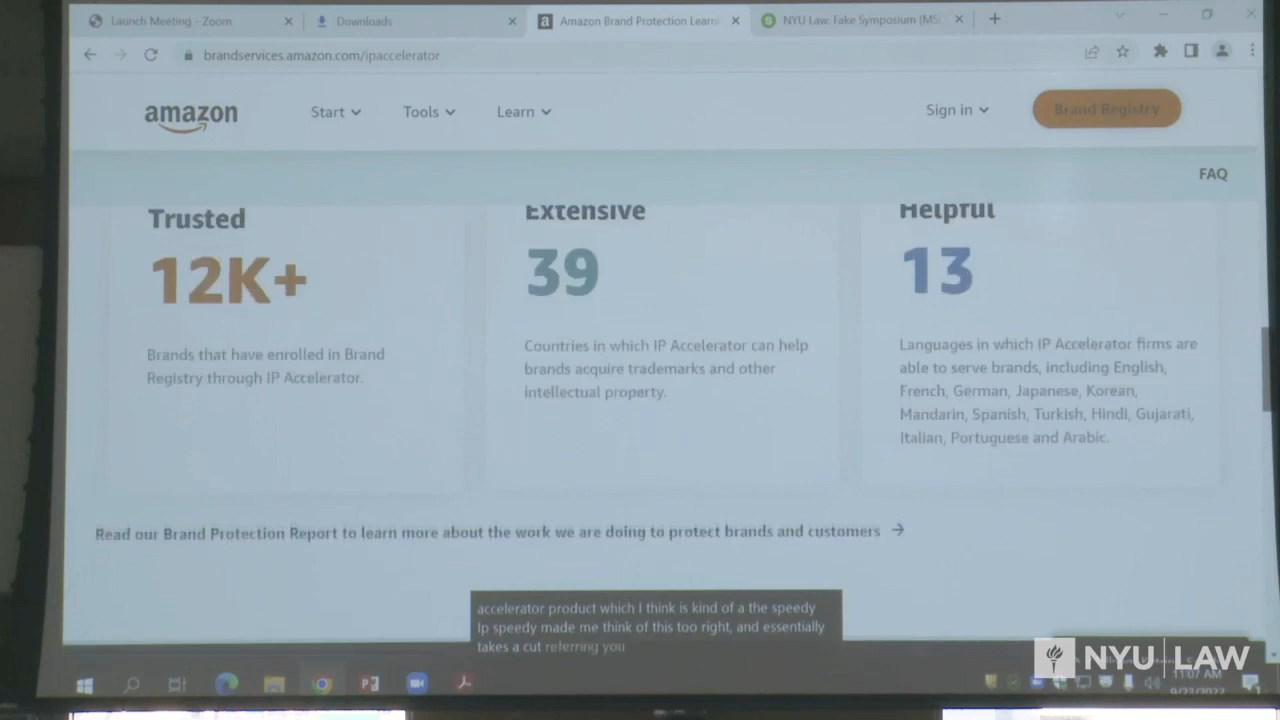 Launch Meeting - Zoom
Downloads
Amazon Brand Protection Learn
NYU Law: Fake Symposium (MS
brandservices.amazon.com/ipaccelerator
amazon
Start
Tools
Learn
Sign in
Brand Registry
FAQ
Trusted
12K+
Brands that have enrolled in Brand
Registry through IP Accelerator.
Extensive
39
Countries in which IP Accelerator can help
brands acquire trademarks and other
intellectual property.
Helpful
13
Languages in which IP Accelerator firms are
able to serve brands, including English,
French, German, Japanese, Korean,
Mandarin, Spanish, Turkish, Hindi, Gujarati,
Italian, Portuguese and Arabic.
Read our Brand Protection Report to learn more about the work we are doing to protect brands and customers
accelerator product which I think is kind of a the speedy
Ip speedy made me think of this too right, and essentially
takes a cut referring you
NYU LAW
11:07 AM